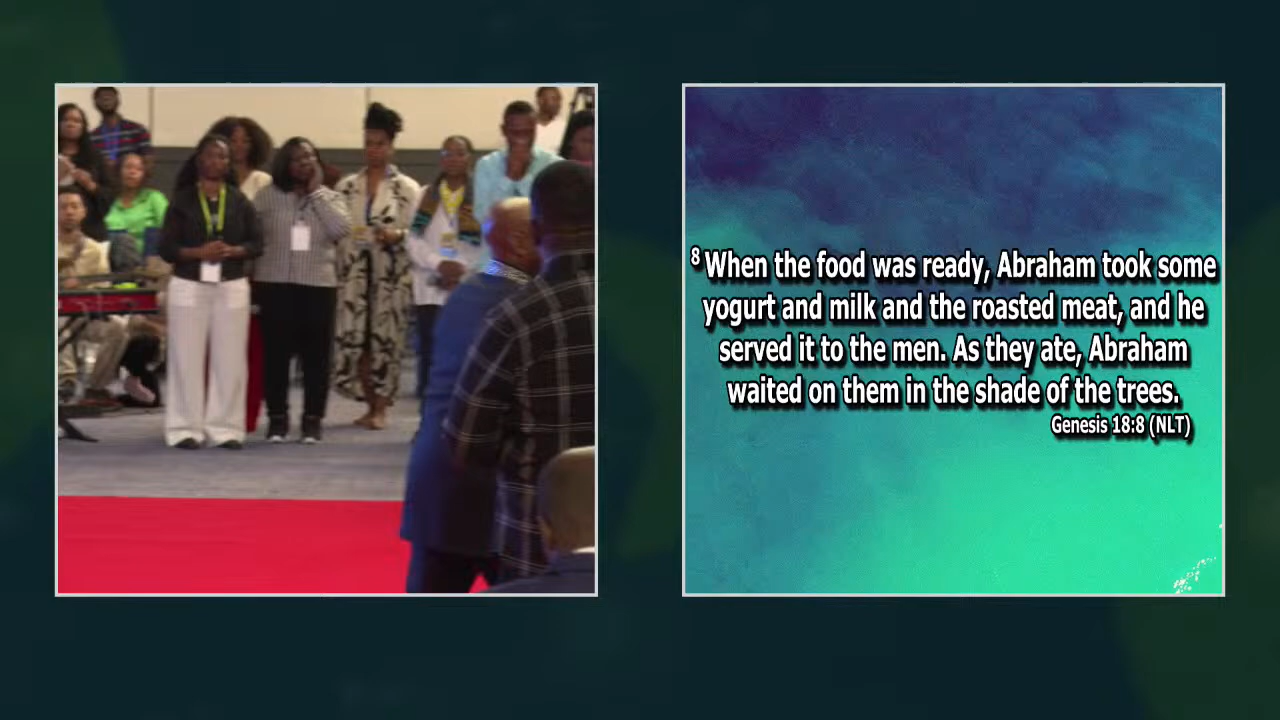 8 When the food was ready, Abraham took some
yogurt and milk and the roasted meat, and he
served it to the men. As they ate, Abraham
waited on them in the shade of the trees.
Genesis 18:8 (NLT)